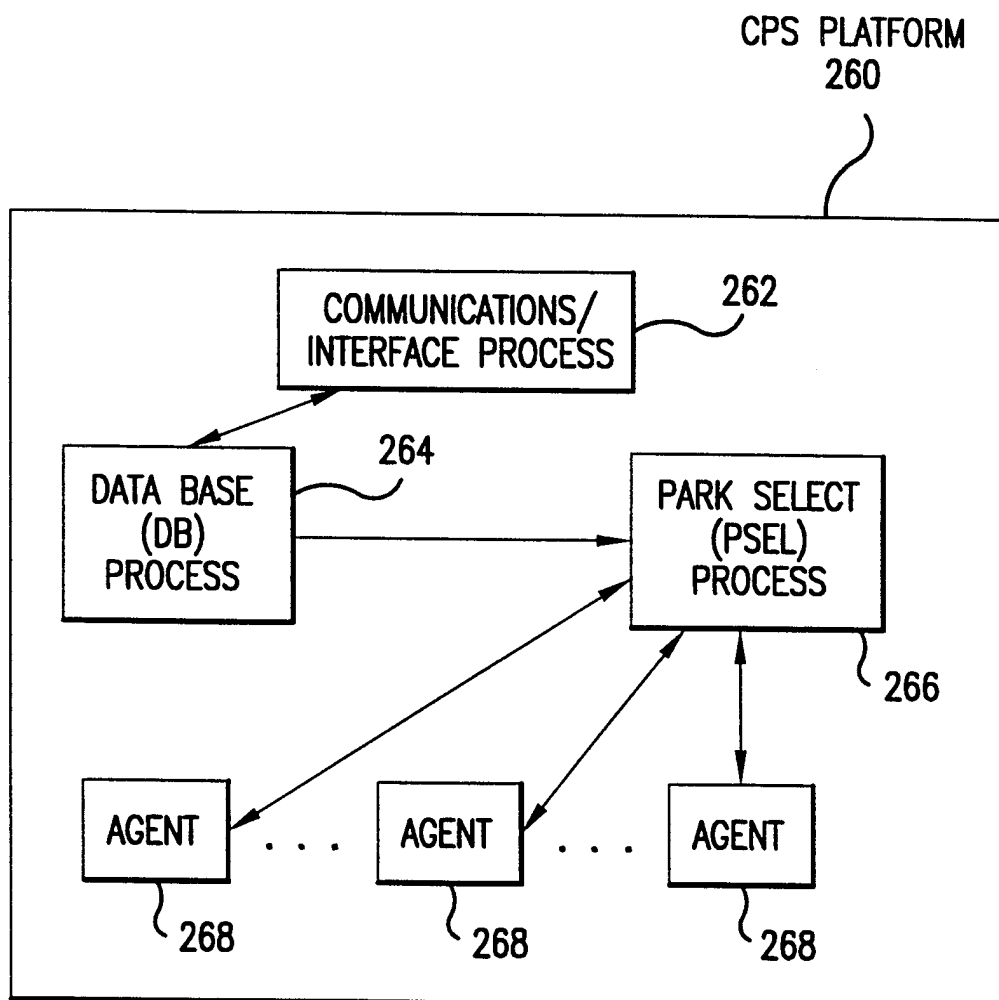 CPS PLATFORM
260
COMMUNICATIONS/
INTERFACE PROCESS
262
DATA BASE
(DB)
PROCESS
264
PARK SELECT
(PSEL)
PROCESS
266
AGENT
. . .
AGENT
. . .
AGENT
268
268
268